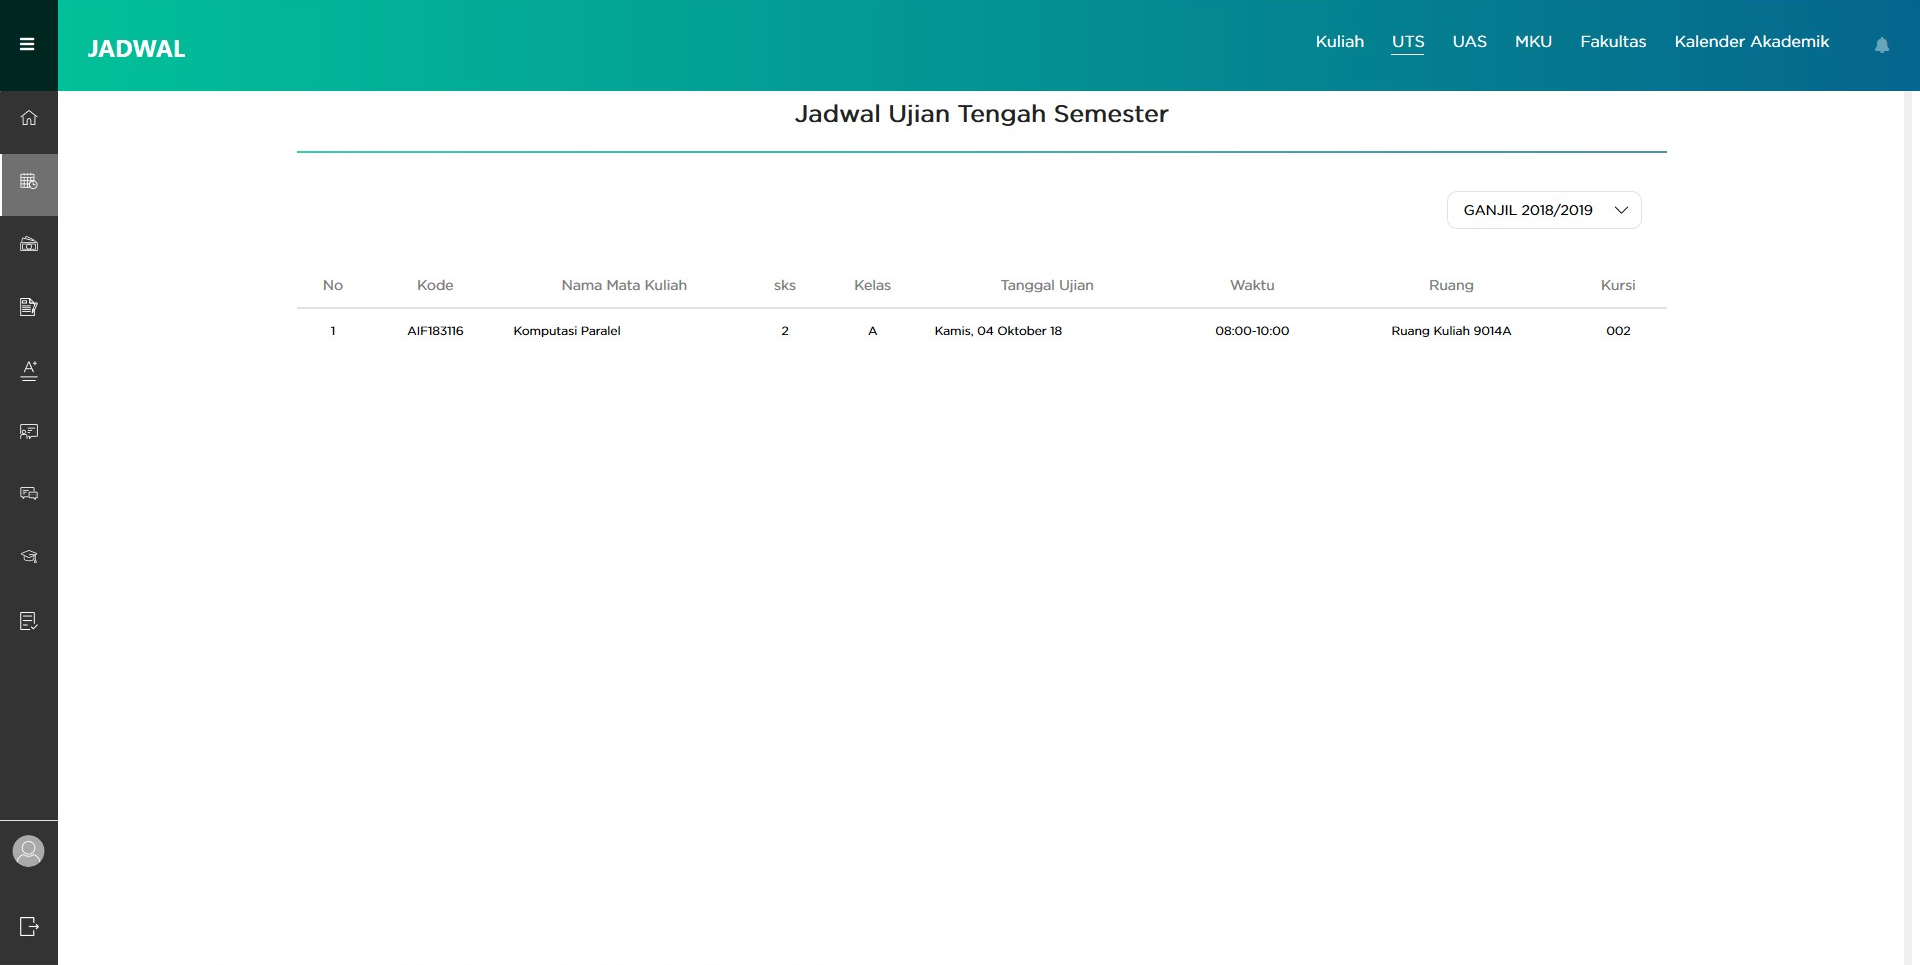 JADWAL
Kuliah UTS UAS MKU Fakultas Kalender Akademik
Jadwal Ujian Tengah Semester
GANJIL 2018/2019
No Kode Nama Mata Kuliah sks Kelas Tanggal Ujian Waktu Ruang Kursi
1 AIF183116 Komputasi Paralel 2 A Kamis, 04 Oktober 18 08:00-10:00 Ruang Kuliah 9014A 002
A+